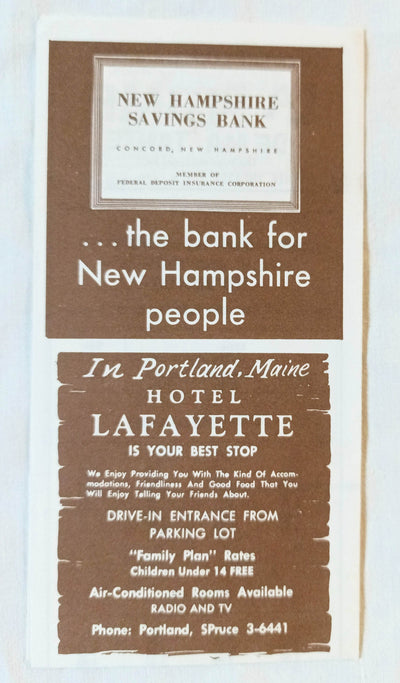 NEW HAMPSHIRE
SAVINGS BANK
CONCORD, NEW HAMPSHIRE
MEMBER OF
FEDERAL DEPOSIT INSURANCE CORPORATION
...the bank for
New Hampshire
people
In Portland, Maine
HOTEL
LAFAYETTE
IS YOUR BEST STOP
We Enjoy Providing You With The Kind Of Accom-
modations, Friendliness And Good Food That You
Will Enjoy Telling Your Friends About.
DRIVE-IN ENTRANCE FROM
PARKING LOT
"Family Plan" Rates
Children Under 14 FREE
Air-Conditioned Rooms Available
RADIO AND TV
Phone: Portland, SPruce 3-6441